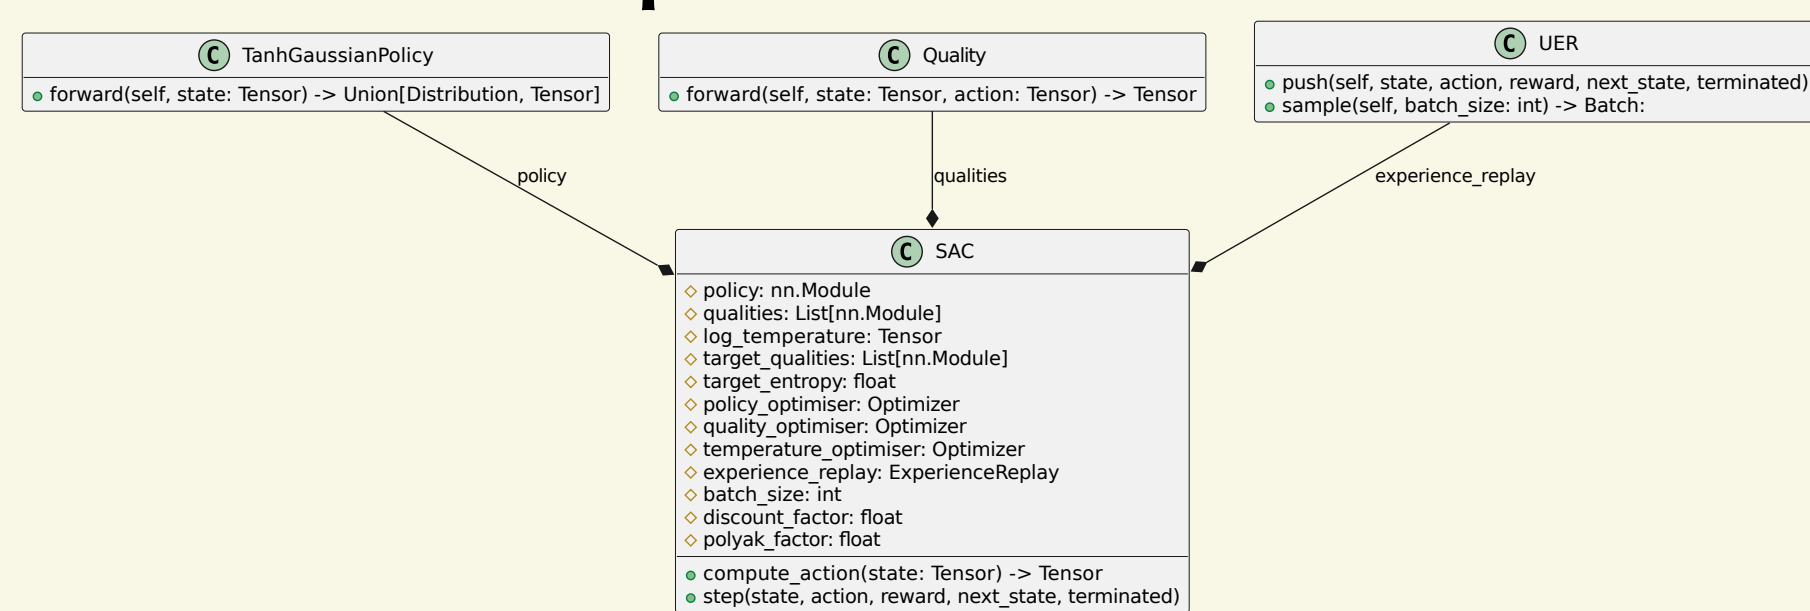 C TanhGaussianPolicy
forward(self, state: Tensor) -> Union[Distribution, Tensor]
C Quality
forward(self, state: Tensor, action: Tensor) -> Tensor
C UER
push(self, state, action, reward, next_state, terminated)
sample(self, batch_size: int) -> Batch:
policy
qualities
experience_replay
C SAC
policy: nn.Module
qualities: List[nn.Module]
log_temperature: Tensor
target_qualities: List[nn.Module]
target_entropy: float
policy_optimiser: Optimizer
quality_optimiser: Optimizer
temperature_optimiser: Optimizer
experience_replay: ExperienceReplay
batch_size: int
discount_factor: float
polyak_factor: float
compute_action(state: Tensor) -> Tensor
step(state, action, reward, next_state, terminated)